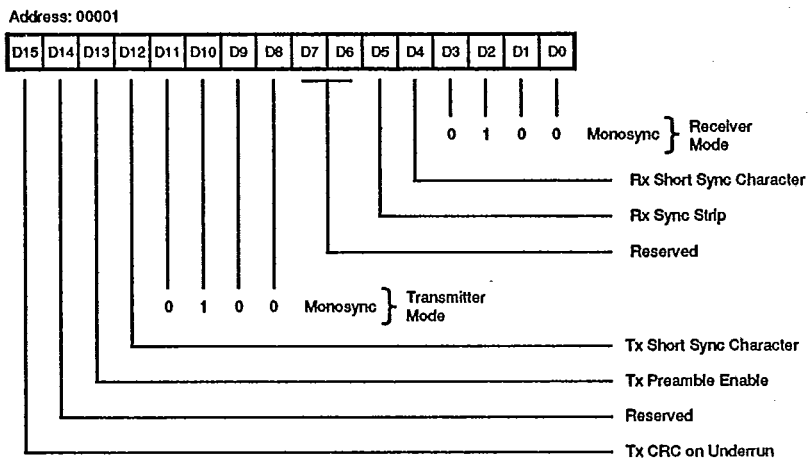 Address: 00001
D15 D14 D13 D12 D11 D10 D9 D8 D7 D6 D5 D4 D3 D2 D1 D0
0 1 0 0 Monosync } Receiver Mode
Rx Short Sync Character
Rx Sync Strip
Reserved
0 1 0 0 Monosync } Transmitter Mode
Tx Short Sync Character
Tx Preamble Enable
Reserved
Tx CRC on Underrun